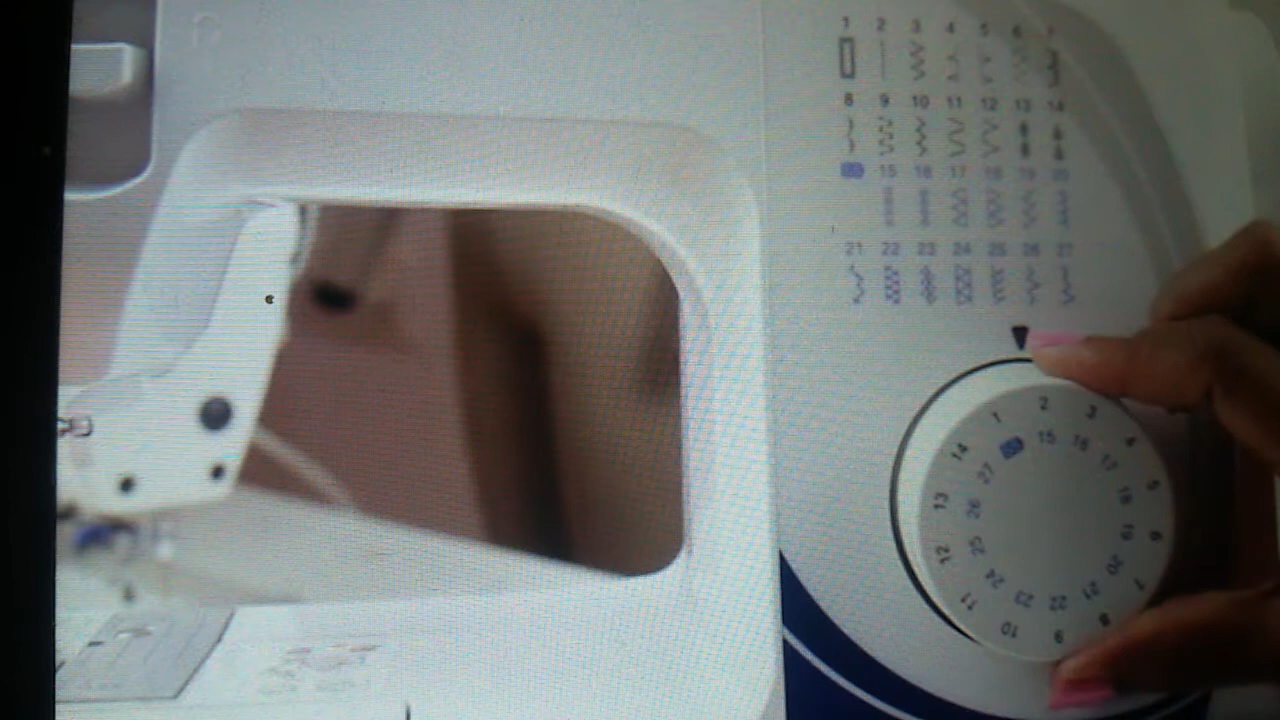 1 2 3 4 5 6 7
8 9 10 11 12 13 14
15 16 17 18 19 20
21 22 23 24 25 26 27
1 2 3 4 5 6 7 8 9 10 11 12 13 14
15 16 17 18 19 20 21 22 23 24 25 26 27